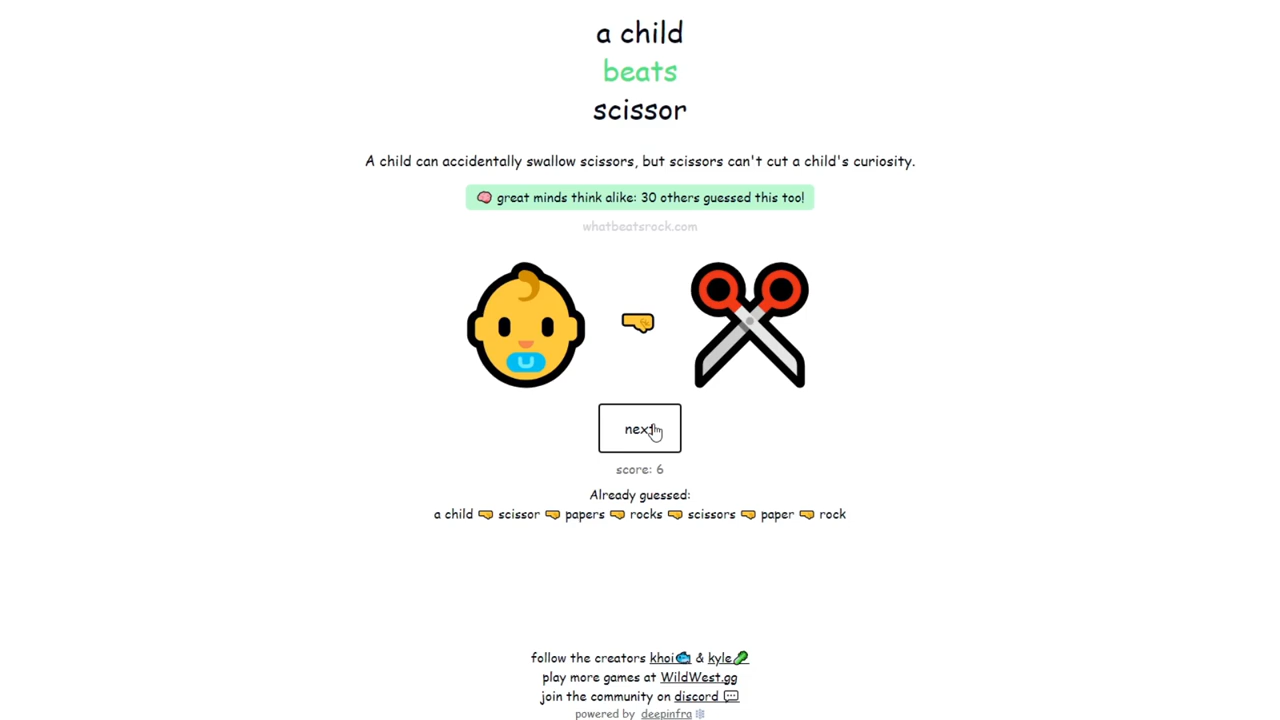 a child
beats
scissor
A child can accidentally swallow scissors, but scissors can't cut a child's curiosity.
great minds think alike: 30 others guessed this too!
whatbeatsrock.com
next
score: 6
Already guessed:
a child 🤜 scissor 🤜 papers 🤜 rocks 🤜 scissors 🤜 paper 🤜 rock
follow the creators khoi & kyle
play more games at WildWest.gg
join the community on discord
powered by deepinfra